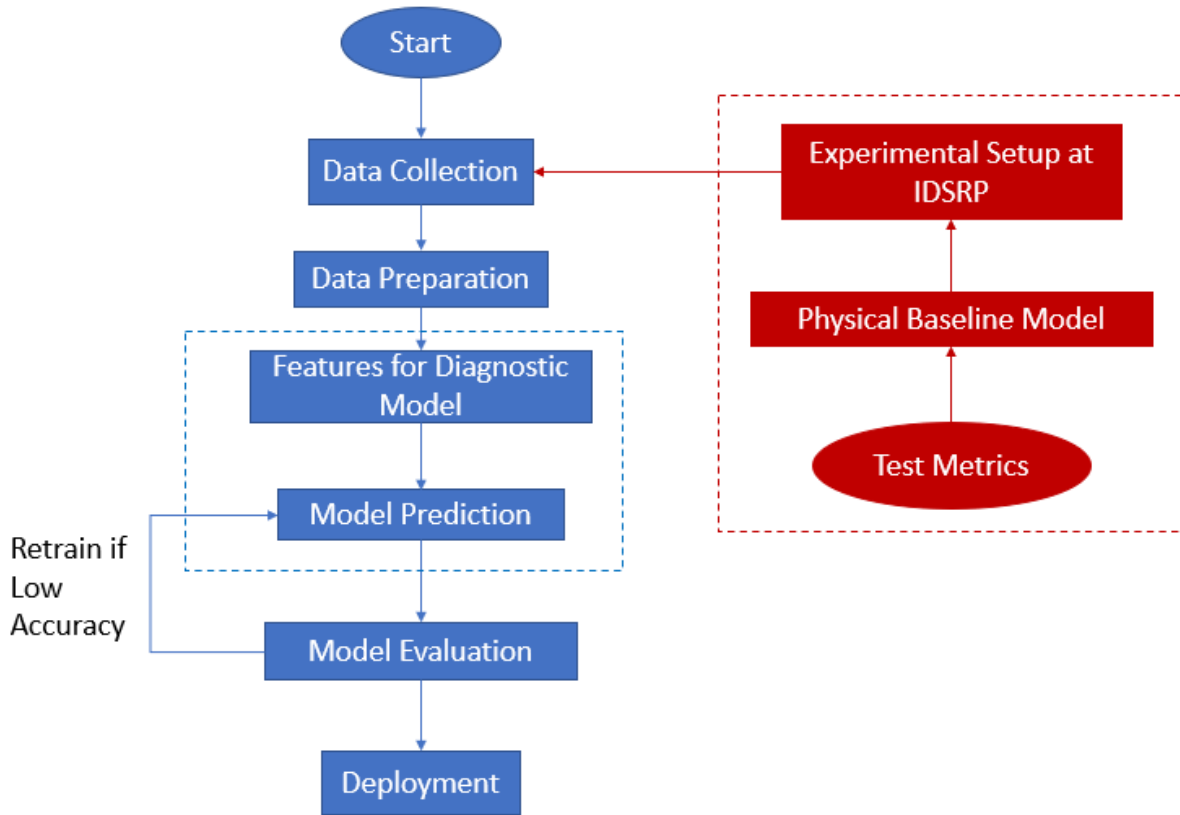 Start
Data Collection
Data Preparation
Features for Diagnostic
Model
Model Prediction
Retrain if
Low
Accuracy
Model Evaluation
Deployment
Experimental Setup at
IDSRP
Physical Baseline Model
Test Metrics